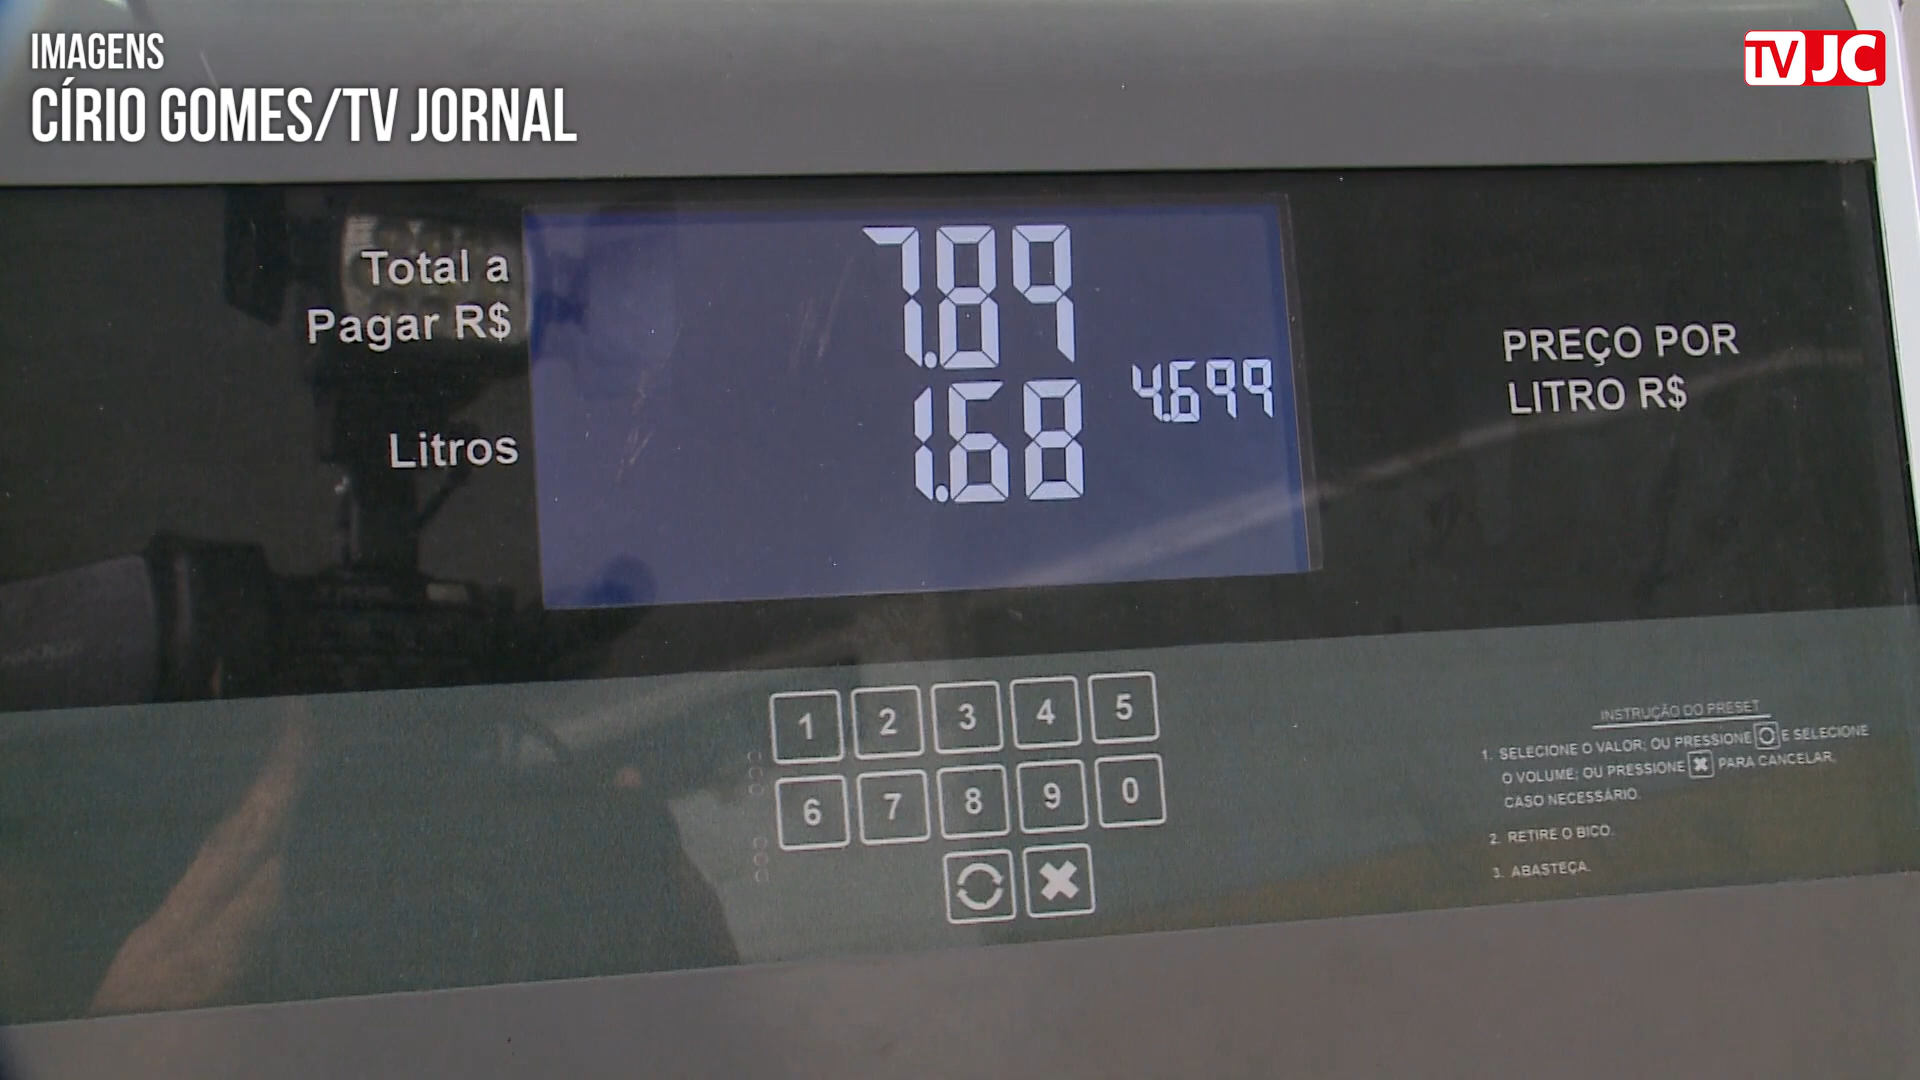 IMAGENS
CÍRIO GOMES/TV JORNAL
TV JC
Total a
Pagar R$
7.89
4.699
PREÇO POR
LITRO R$
Litros
1.68
1 2 3 4 5
6 7 8 9 0
INSTRUÇÃO DO PRESET
1. SELECIONE O VALOR; OU PRESSIONE E SELECIONE
O VOLUME; OU PRESSIONE PARA CANCELAR,
CASO NECESSÁRIO.
2. RETIRE O BICO.
3. ABASTEÇA.